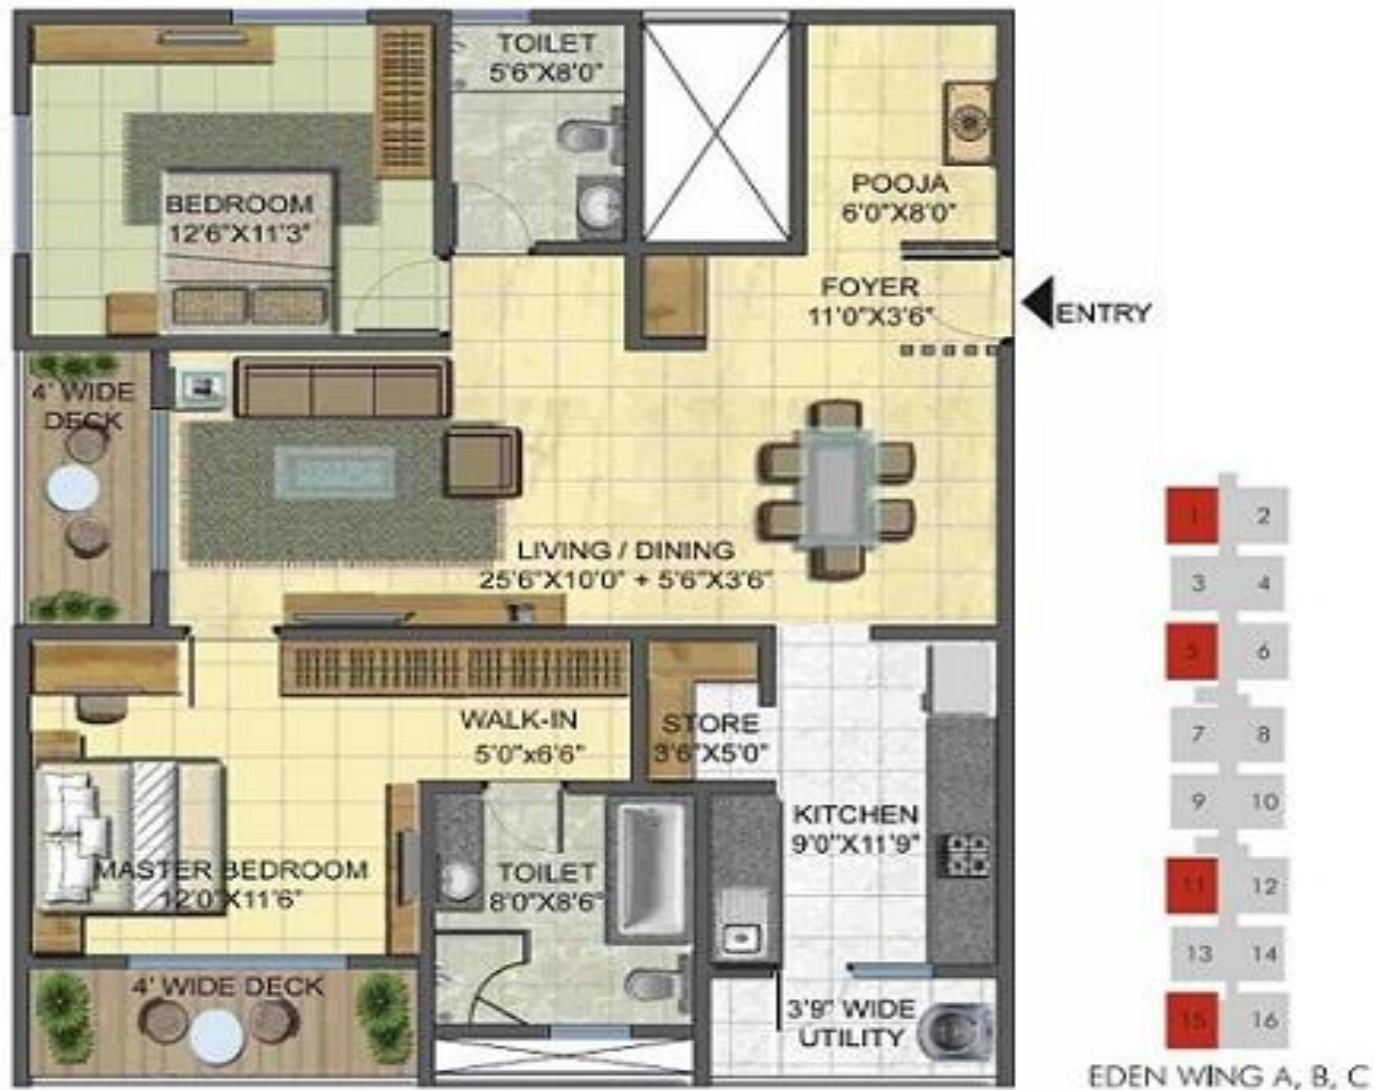 TOILET
5'6"X8'0"
POOJA
6'0"X8'0"
BEDROOM
12'6"X11'3"
FOYER
11'0"X3'6"
ENTRY
4' WIDE
DECK
LIVING / DINING
25'6"X10'0" + 5'6"X3'6"
WALK-IN
5'0"x6'6"
STORE
3'6"X5'0"
KITCHEN
9'0"X11'9"
MASTER BEDROOM
12'0"X11'6"
TOILET
8'0"X8'6"
4' WIDE DECK
3'9" WIDE
UTILITY
1 2
3 4
5 6
7 8
9 10
11 12
13 14
15 16
EDEN WING A, B, C